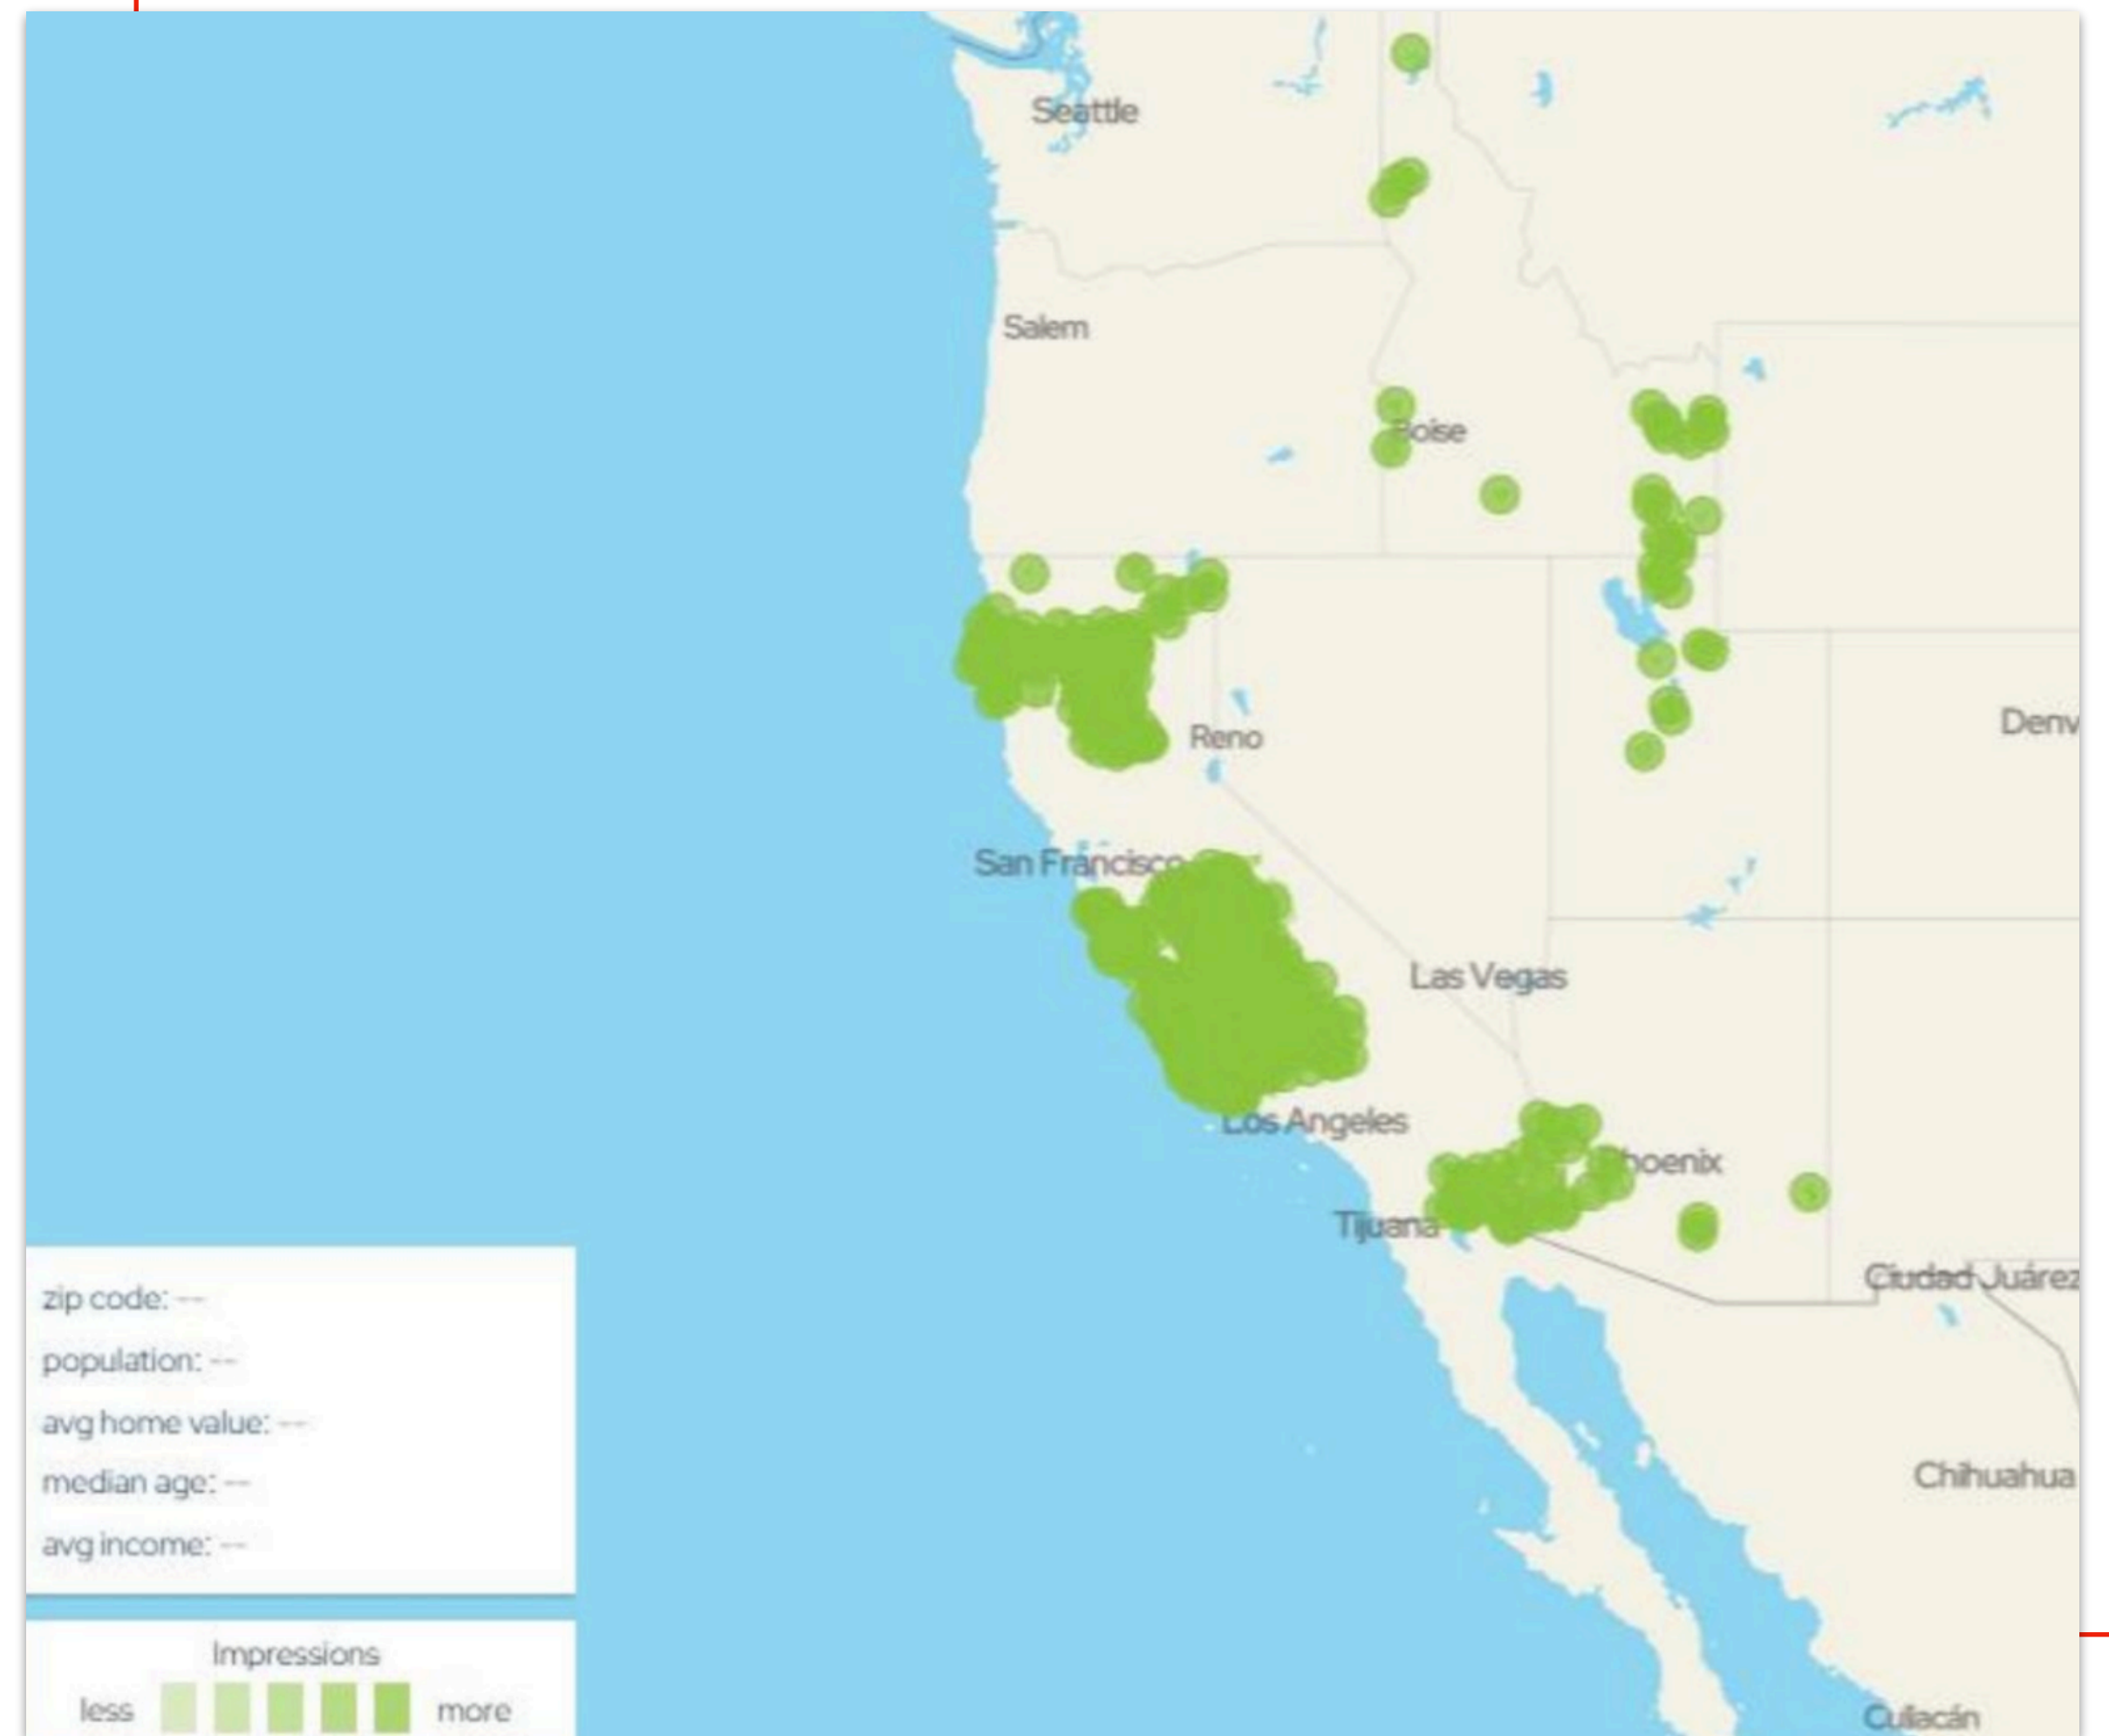 Seattle
Salem
Boise
Reno
Denv
San Francisco
Las Vegas
Los Angeles
Phoenix
Tijuana
Ciudad Juárez
Chihuahua
Culiacán
zip code: --
population: --
avg home value: --
median age: --
avg income: --
Impressions
less more